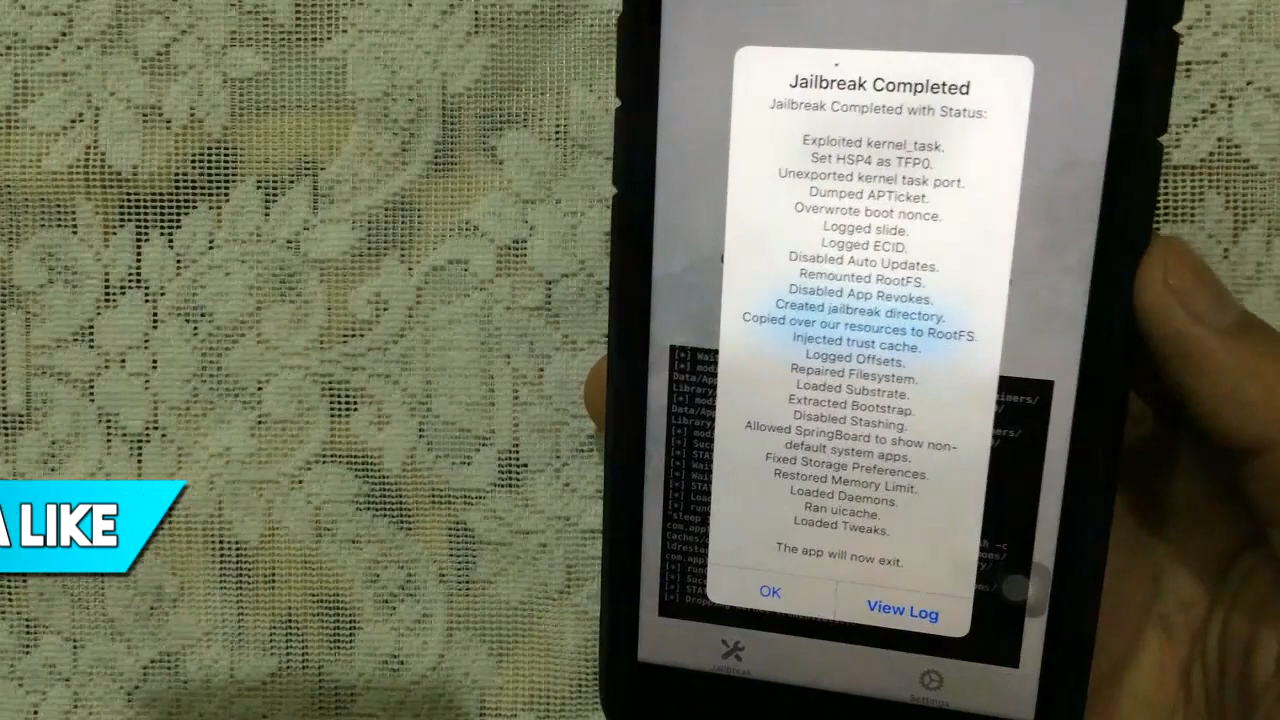 Jailbreak Completed
Jailbreak Completed with Status:
Exploited kernel_task.
Set HSP4 as TFP0.
Unexported kernel task port.
Dumped APTicket.
Overwrote boot nonce.
Logged slide.
Logged ECID.
Disabled Auto Updates.
Remounted RootFS.
Disabled App Revokes.
Created jailbreak directory.
Copied over our resources to RootFS.
Injected trust cache.
Logged Offsets.
Repaired Filesystem.
Loaded Substrate.
Extracted Bootstrap.
Disabled Stashing.
Allowed SpringBoard to show non-
default system apps.
Fixed Storage Preferences.
Restored Memory Limit.
Loaded Daemons.
Ran uicache.
Loaded Tweaks.
The app will now exit.
OK
View Log
Jailbreak
Settings
A LIKE